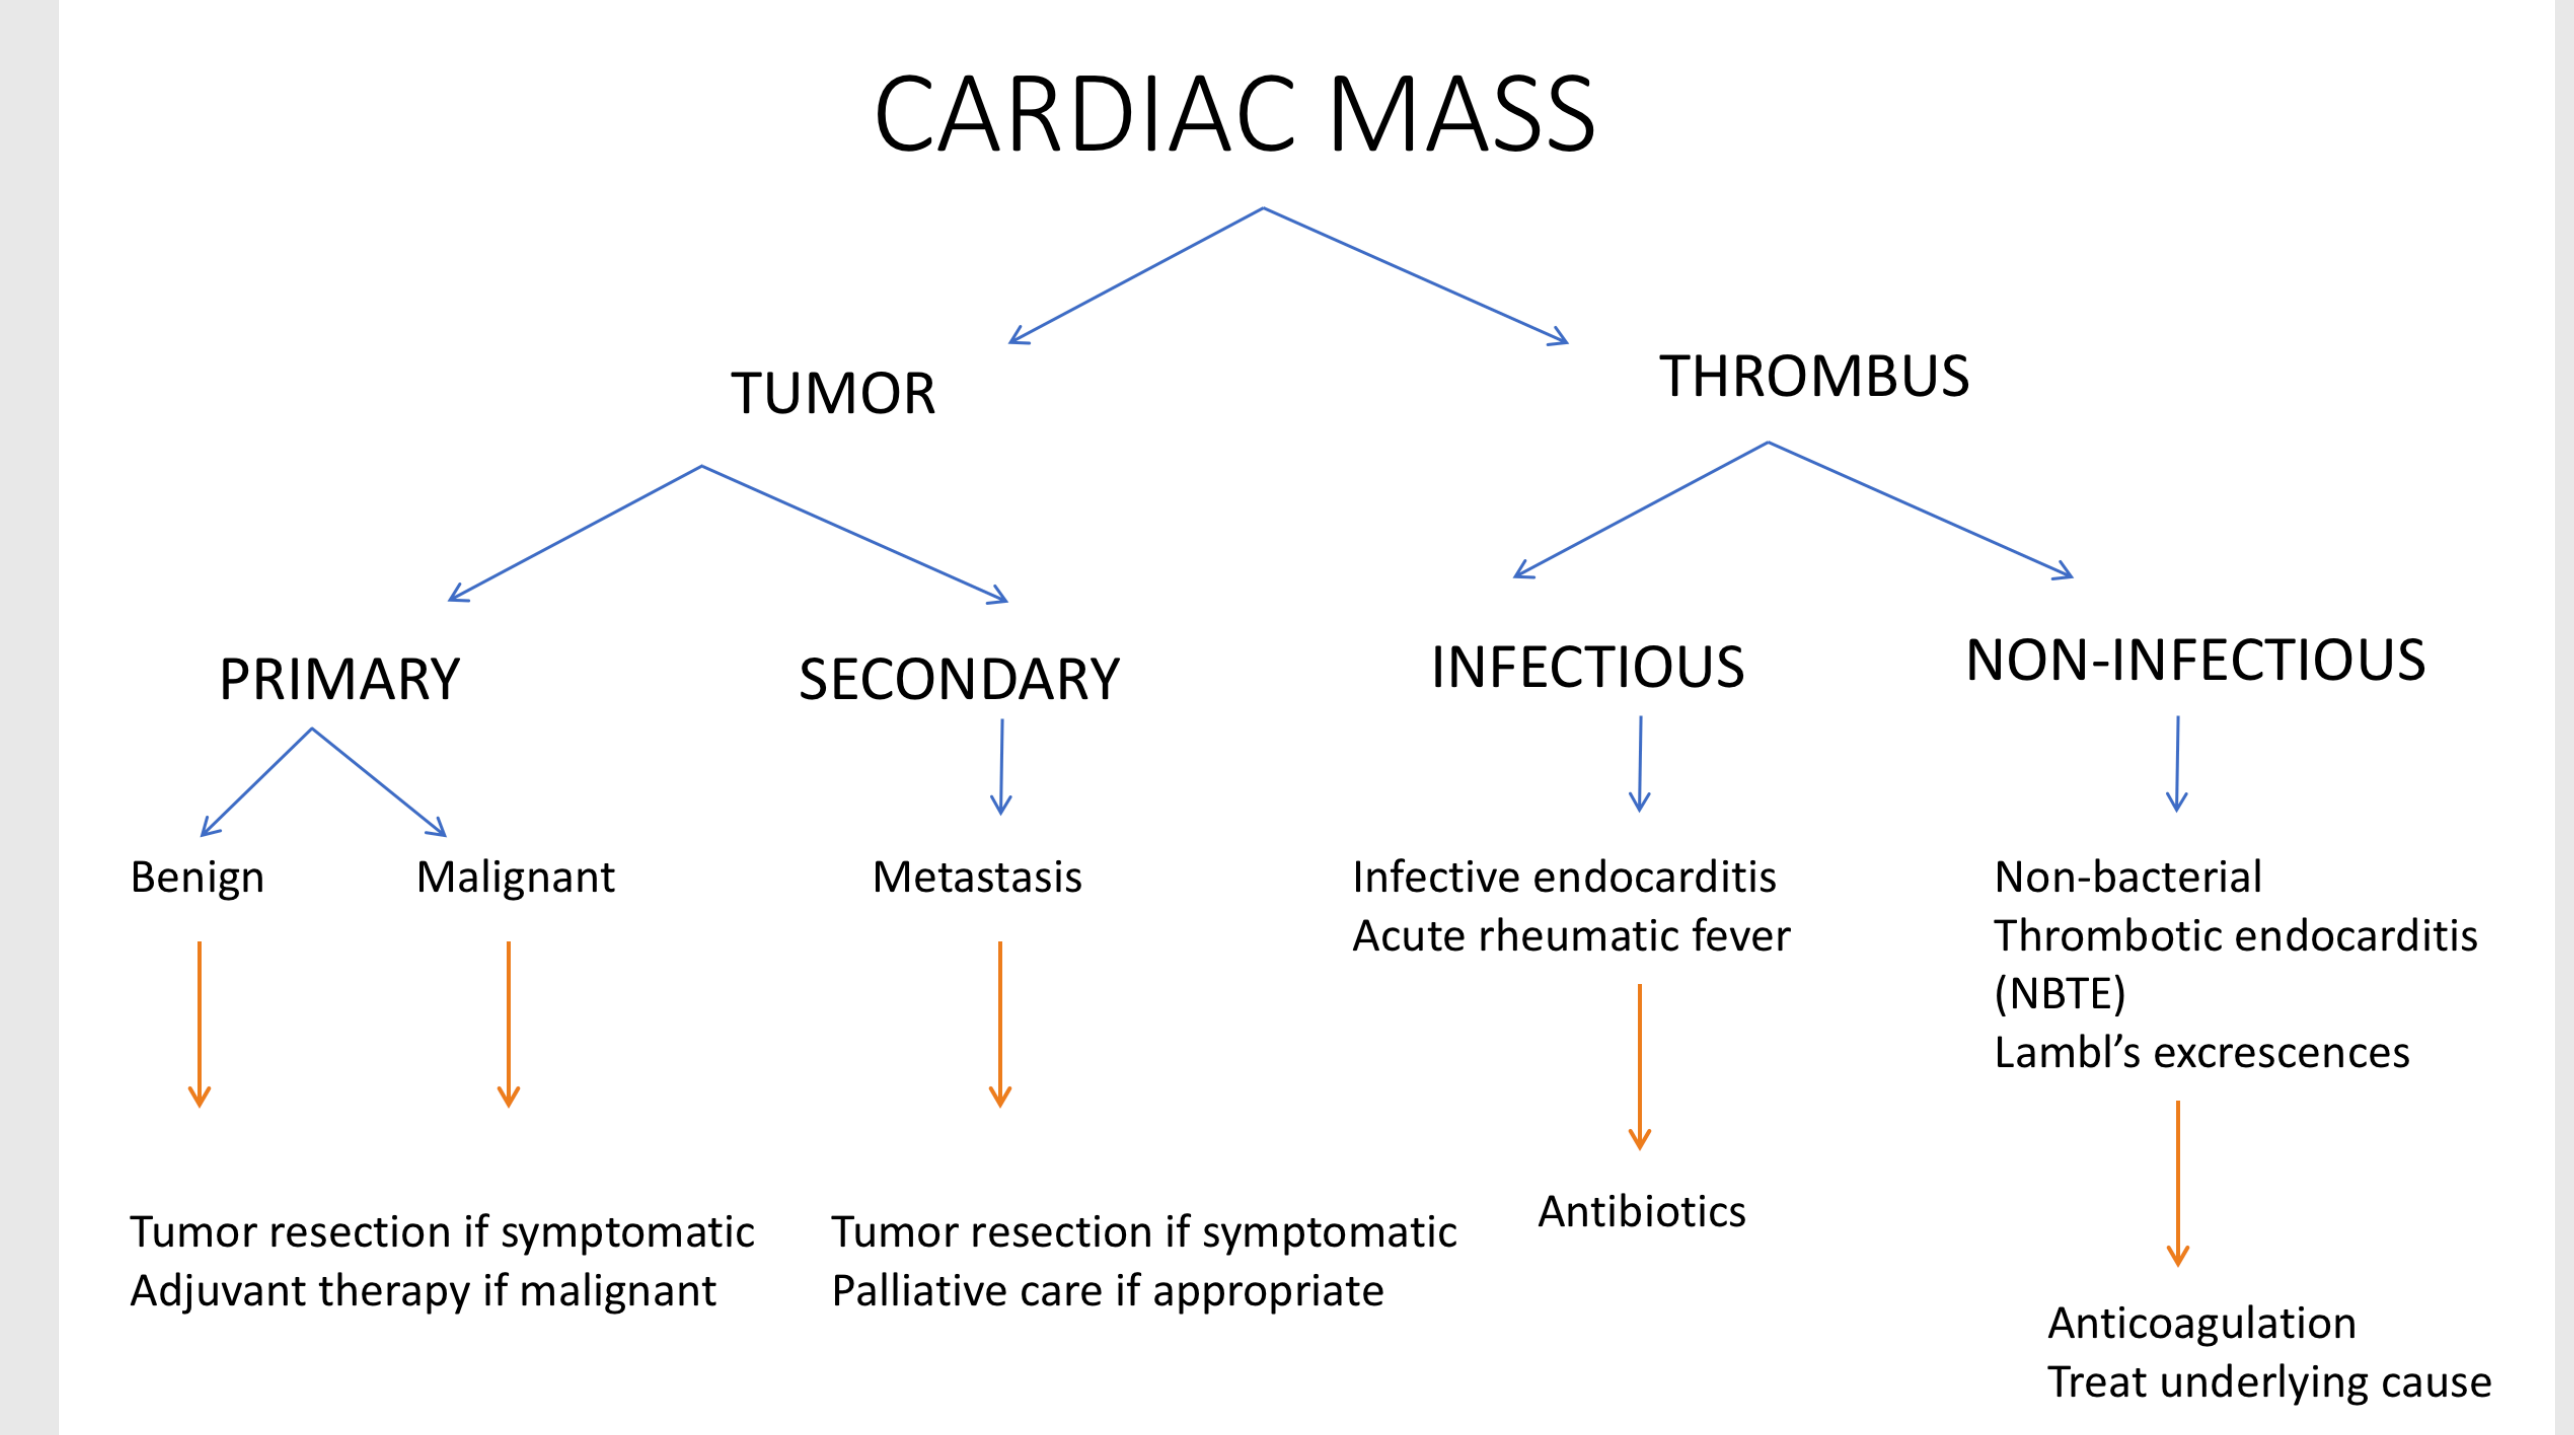 CARDIAC MASS
TUMOR
THROMBUS
PRIMARY
SECONDARY
INFECTIOUS
NON-INFECTIOUS
Benign
Malignant
Metastasis
Infective endocarditis
Acute rheumatic fever
Non-bacterial
Thrombotic endocarditis
(NBTE)
Lambl’s excrescences
Tumor resection if symptomatic
Adjuvant therapy if malignant
Tumor resection if symptomatic
Palliative care if appropriate
Antibiotics
Anticoagulation
Treat underlying cause